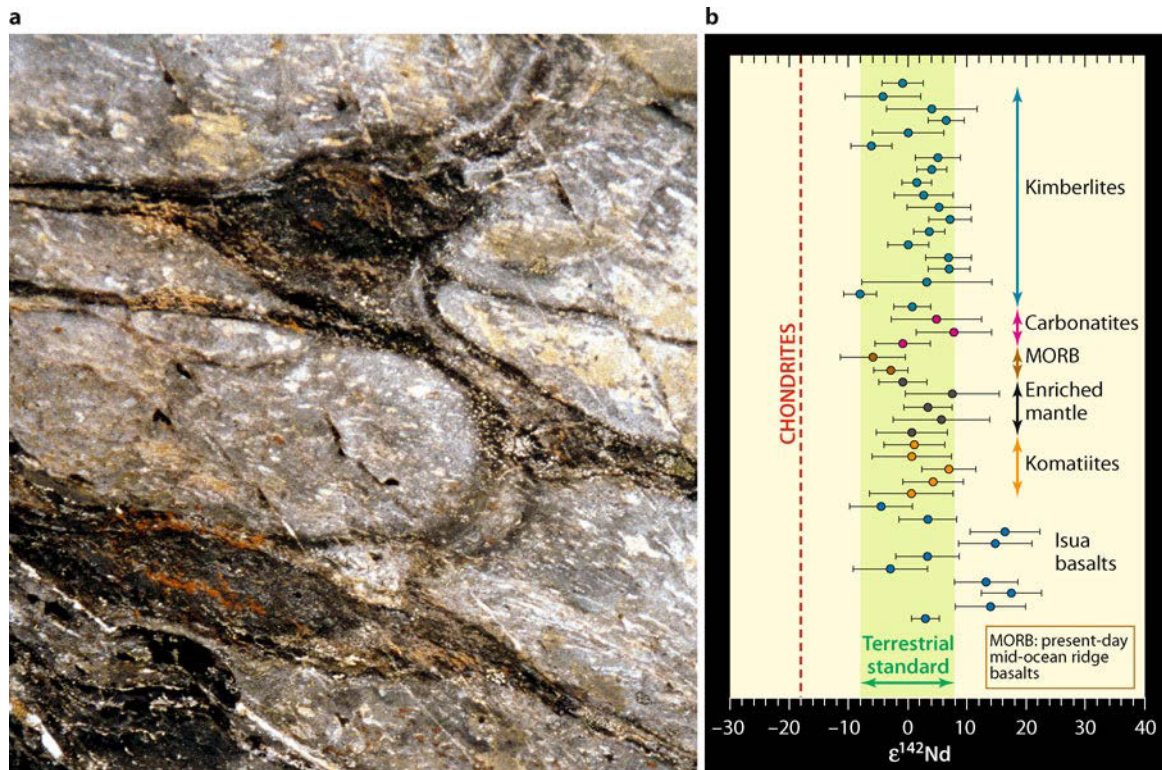 a
b
Kimberlites
Carbonatites
MORB
Enriched
mantle
Komatiites
Isua
basalts
CHONDRITES
Terrestrial
standard
MORB: present-day
mid-ocean ridge
basalts
−30 −20 −10 0 10 20 30 40
ε¹⁴²Nd